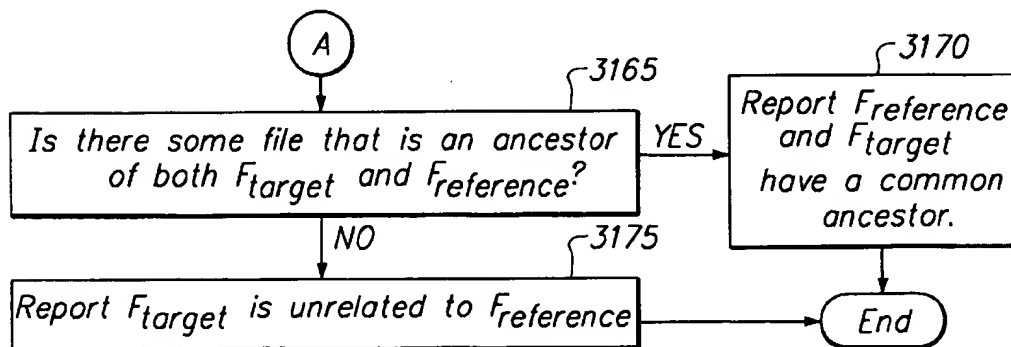 A
3165
Is there some file that is an ancestor
of both Ftarget and Freference?
YES
3170
Report Freference
and Ftarget
have a common
ancestor.
NO
3175
Report Ftarget is unrelated to Freference
End